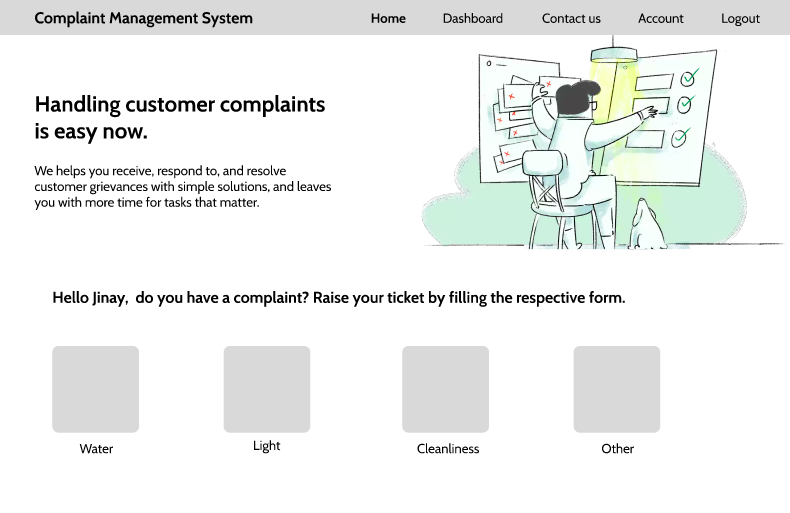 Complaint Management System
Home Dashboard Contact us Account Logout
Handling customer complaints
is easy now.
We helps you receive, respond to, and resolve
customer grievances with simple solutions, and leaves
you with more time for tasks that matter.
Hello Jinay, do you have a complaint? Raise your ticket by filling the respective form.
Water
Light
Cleanliness
Other